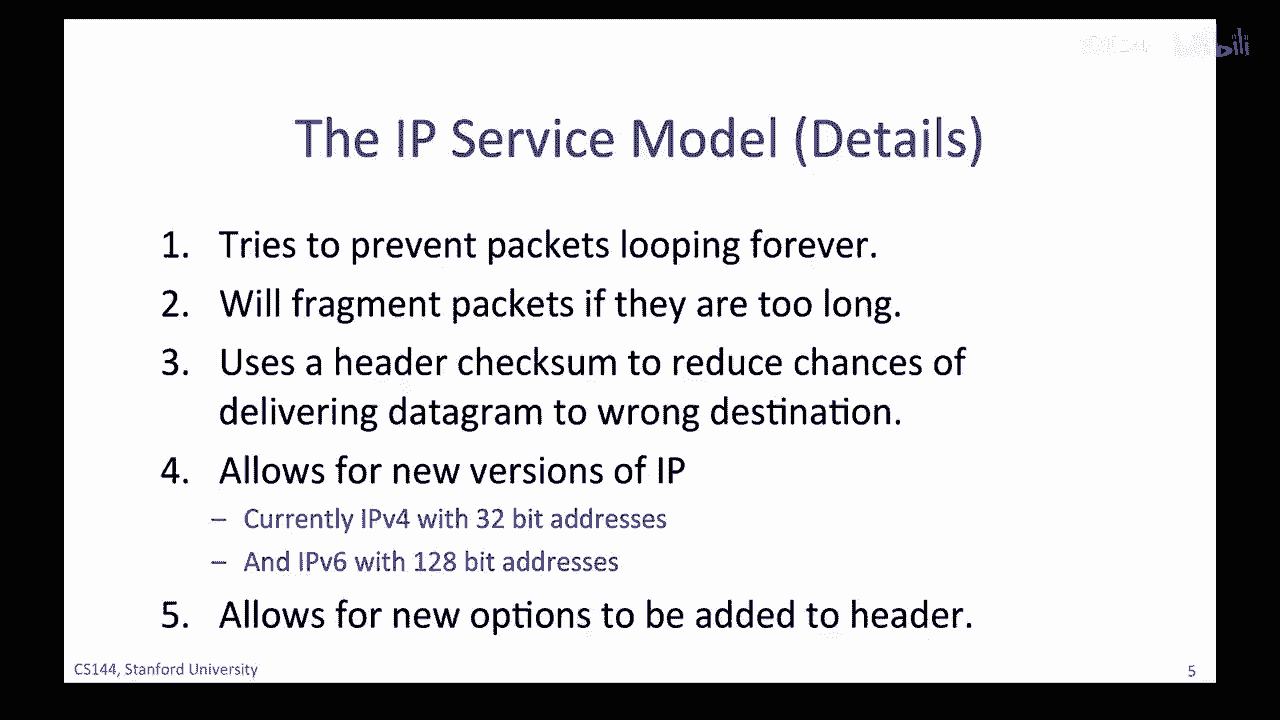 The IP Service Model (Details)
1. Tries to prevent packets looping forever.
2. Will fragment packets if they are too long.
3. Uses a header checksum to reduce chances of
delivering datagram to wrong destination.
4. Allows for new versions of IP
– Currently IPv4 with 32 bit addresses
– And IPv6 with 128 bit addresses
5. Allows for new options to be added to header.
CS144, Stanford University
5